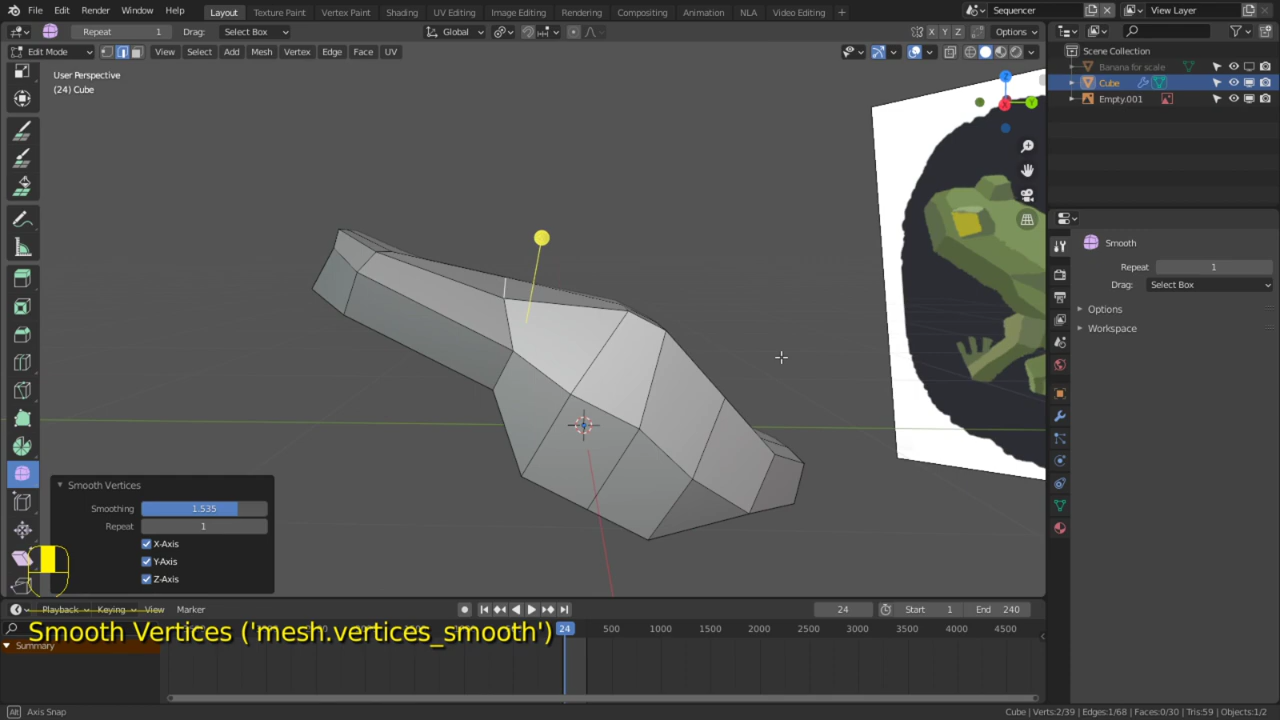 File Edit Render Window Help Layout Texture Paint Vertex Paint Shading UV Editing Image Editing Rendering Compositing Animation NLA Video Editing + Sequencer View Layer
Repeat 1 Drag: Select Box Global X Y Z Options
Edit Mode View Select Add Mesh Vertex Edge Face UV
User Perspective
(24) Cube
Scene Collection
Banana for scale
Cube
Empty.001
Smooth
Repeat 1
Drag: Select Box
Options
Workspace
Smooth Vertices
Smoothing 1.535
Repeat 1
X-Axis
Y-Axis
Z-Axis
Playback Keying View Marker 24 Start 1 End 240
Smooth Vertices ('mesh.vertices_smooth')
24 500 1000 1500 2000 2500 3000 3500 4000 4500
Summary
Alt Axis Snap Cube | Verts:2/39 | Edges:1/68 | Faces:0/30 | Tris:59 | Objects:1/2